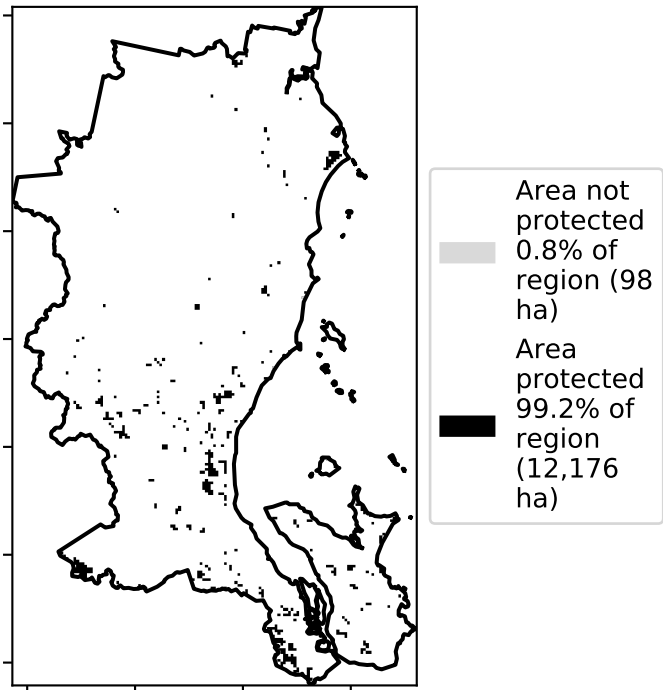 Area not
protected
0.8% of
region (98
ha)
Area
protected
99.2% of
region
(12,176
ha)